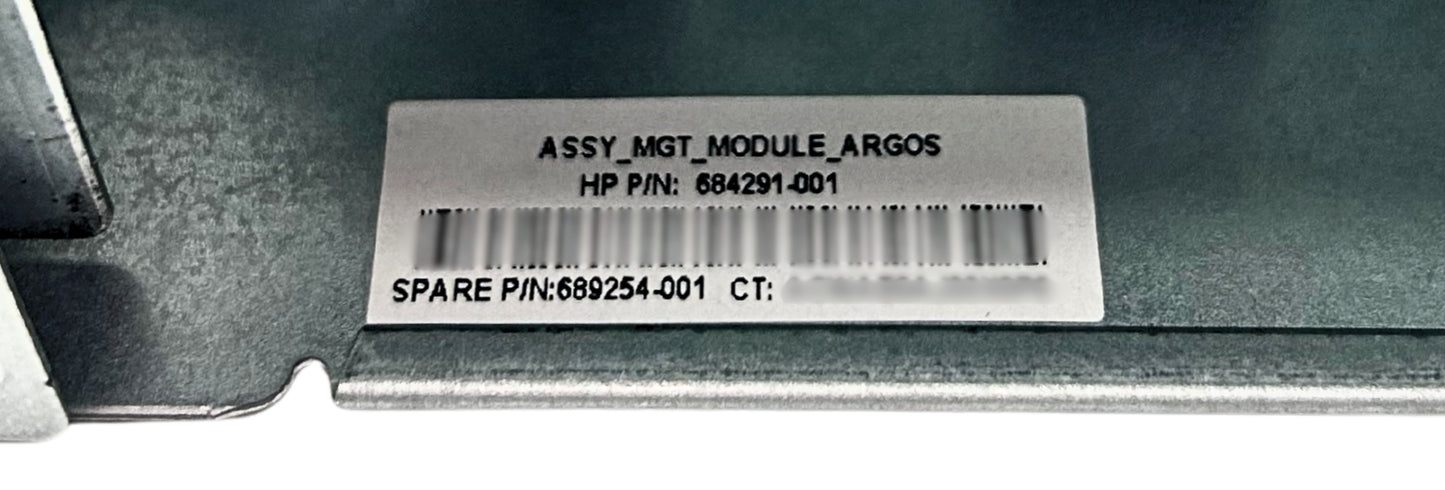 ASSY_MGT_MODULE_ARGOS
HP P/N: 684291-001
SPARE P/N:689254-001 CT: